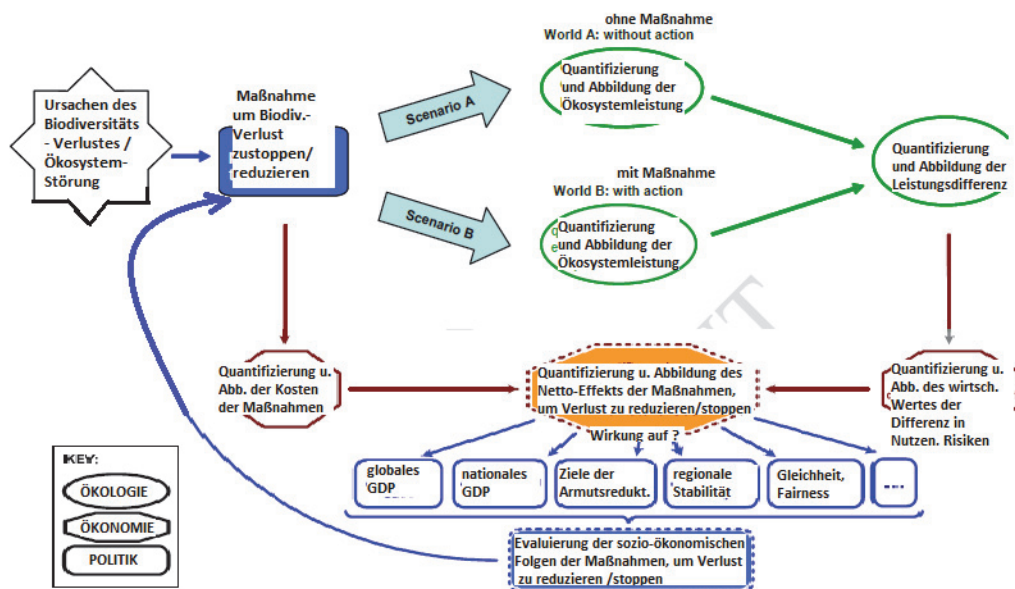 ohne Maßnahme
World A: without action
Quantifizierung
und Abbildung der
Ökosystemleistung
Ursachen des
Biodiversitäts
- Verlustes /
Ökosystem-
Störung
Maßnahme
um Biodiv.-
Verlust
zustoppen/
reduzieren
Scenario A
Scenario B
mit Maßnahme
World B: with action
Quantifizierung
und Abbildung der
Ökosystemleistung
Quantifizierung
und Abbildung der
Leistungsdifferenz
Quantifizierung u.
Abb. der Kosten
der Maßnahmen
Quantifizierung u. Abbildung des
Netto-Effekts der Maßnahmen,
um Verlust zu reduzieren/stoppen
Quantifizierung u.
Abb. des wirtsch.
Wertes der
Differenz in
Nutzen. Risiken
Wirkung auf ?
globales
GDP
nationales
GDP
Ziele der
Armutsredukt.
regionale
Stabilität
Gleichheit,
Fairness
...
KEY:
ÖKOLOGIE
ÖKONOMIE
POLITIK
Evaluierung der sozio-ökonomischen
Folgen der Maßnahmen, um Verlust
zu reduzieren /stoppen